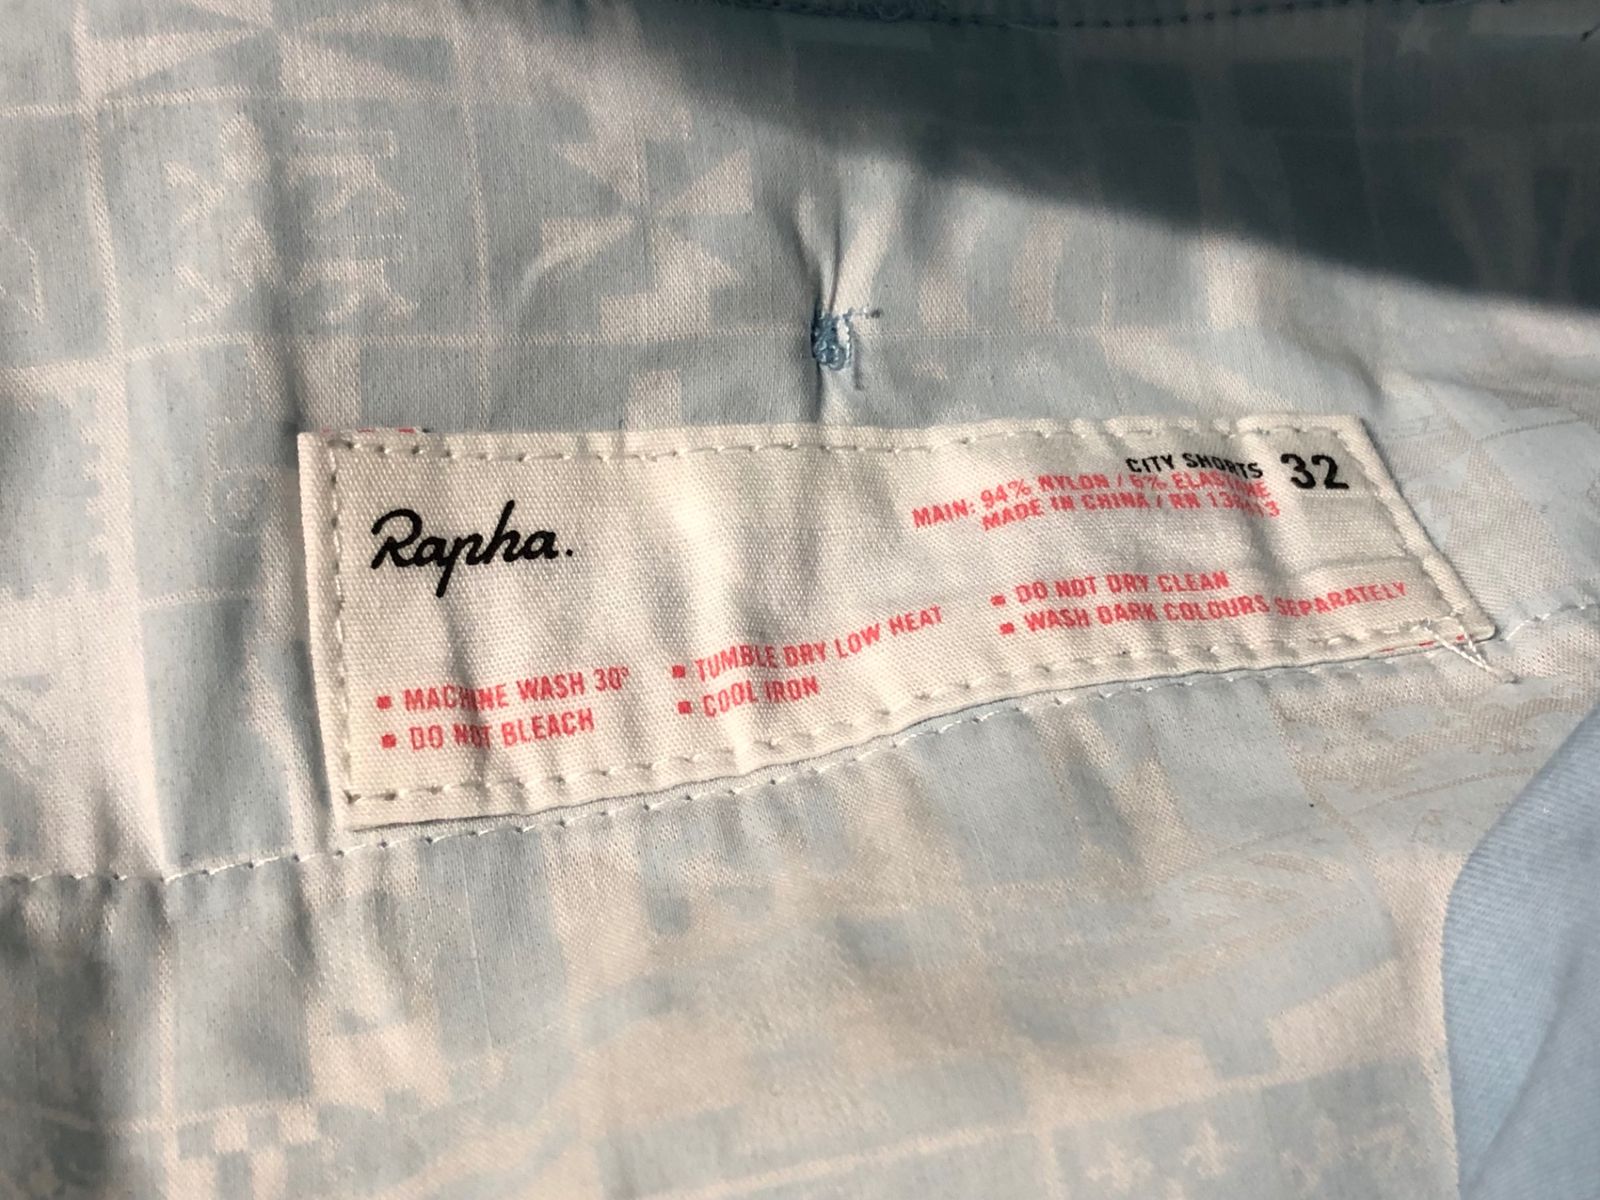 Rapha.
CITY SHORTS 32
MAIN: 94% NYLON / 6% ELASTANE
MADE IN CHINA / RN
▪ MACHINE WASH 30°
▪ DO NOT BLEACH
▪ TUMBLE DRY LOW HEAT
▪ COOL IRON
▪ DO NOT DRY CLEAN
▪ WASH DARK COLOURS SEPARATELY